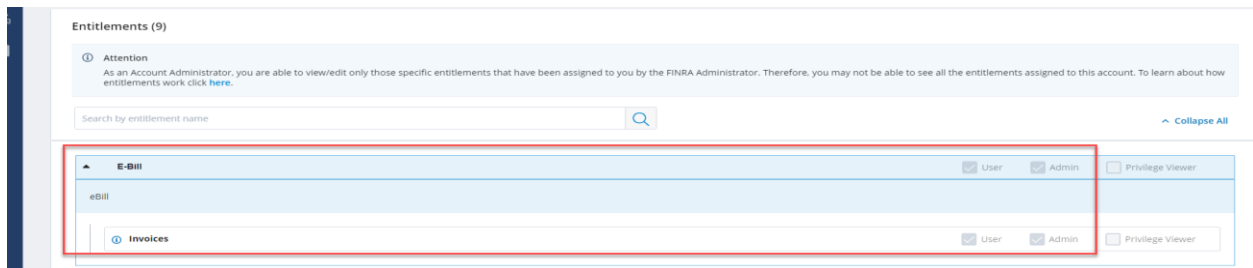 Entitlements (9)
Attention
As an Account Administrator, you are able to view/edit only those specific entitlements that have been assigned to you by the FINRA Administrator. Therefore, you may not be able to see all the entitlements assigned to this account. To learn about how
entitlements work click here.
Search by entitlement name
Collapse All
E-Bill User Admin Privilege Viewer
eBill
Invoices User Admin Privilege Viewer